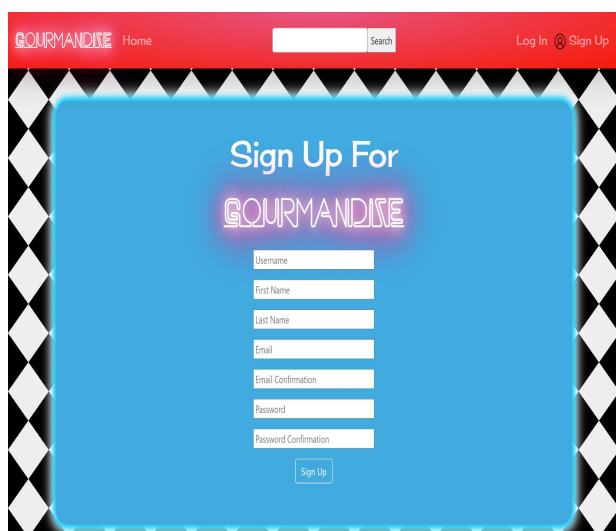 GOURMANDISE Home Search Log In Sign Up
Sign Up For
GOURMANDISE
Username
First Name
Last Name
Email
Email Confirmation
Password
Password Confirmation
Sign Up